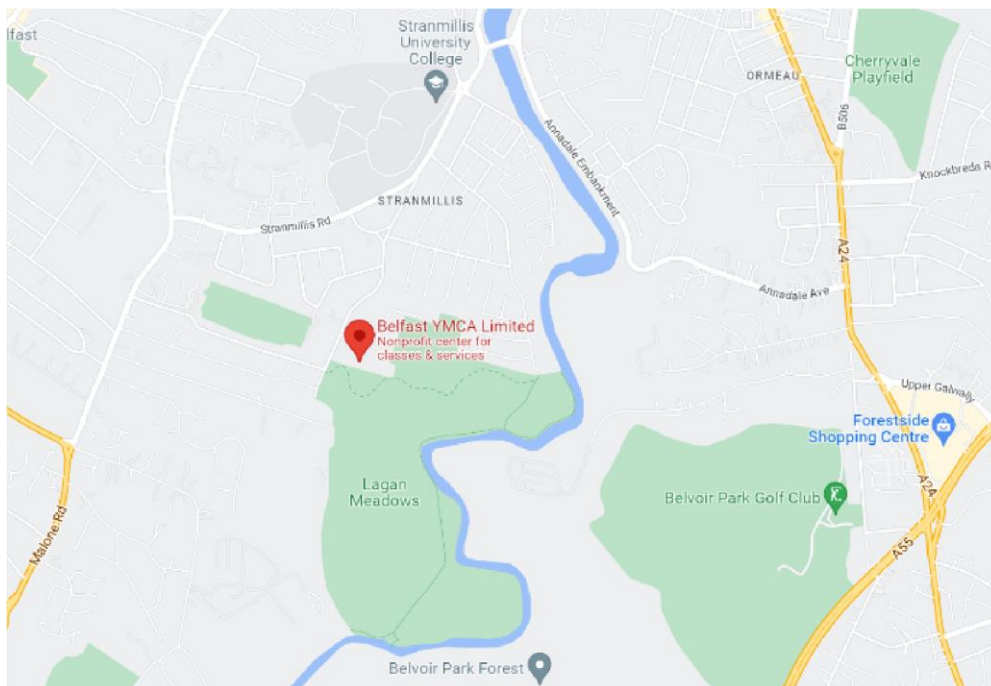 lfast
Stranmillis
University
College
ORMEAU
Cherryvale
Playfield
B506
Annadale Embankment
Knockbreda R
STRANMILLIS
Stranmillis Rd
A24
Annadale Ave
Belfast YMCA Limited
Nonprofit center for
classes & services
Upper Galwally
Forestside
Shopping Centre
Lagan
Meadows
Belvoir Park Golf Club
A24
Malone Rd
A55
Belvoir Park Forest